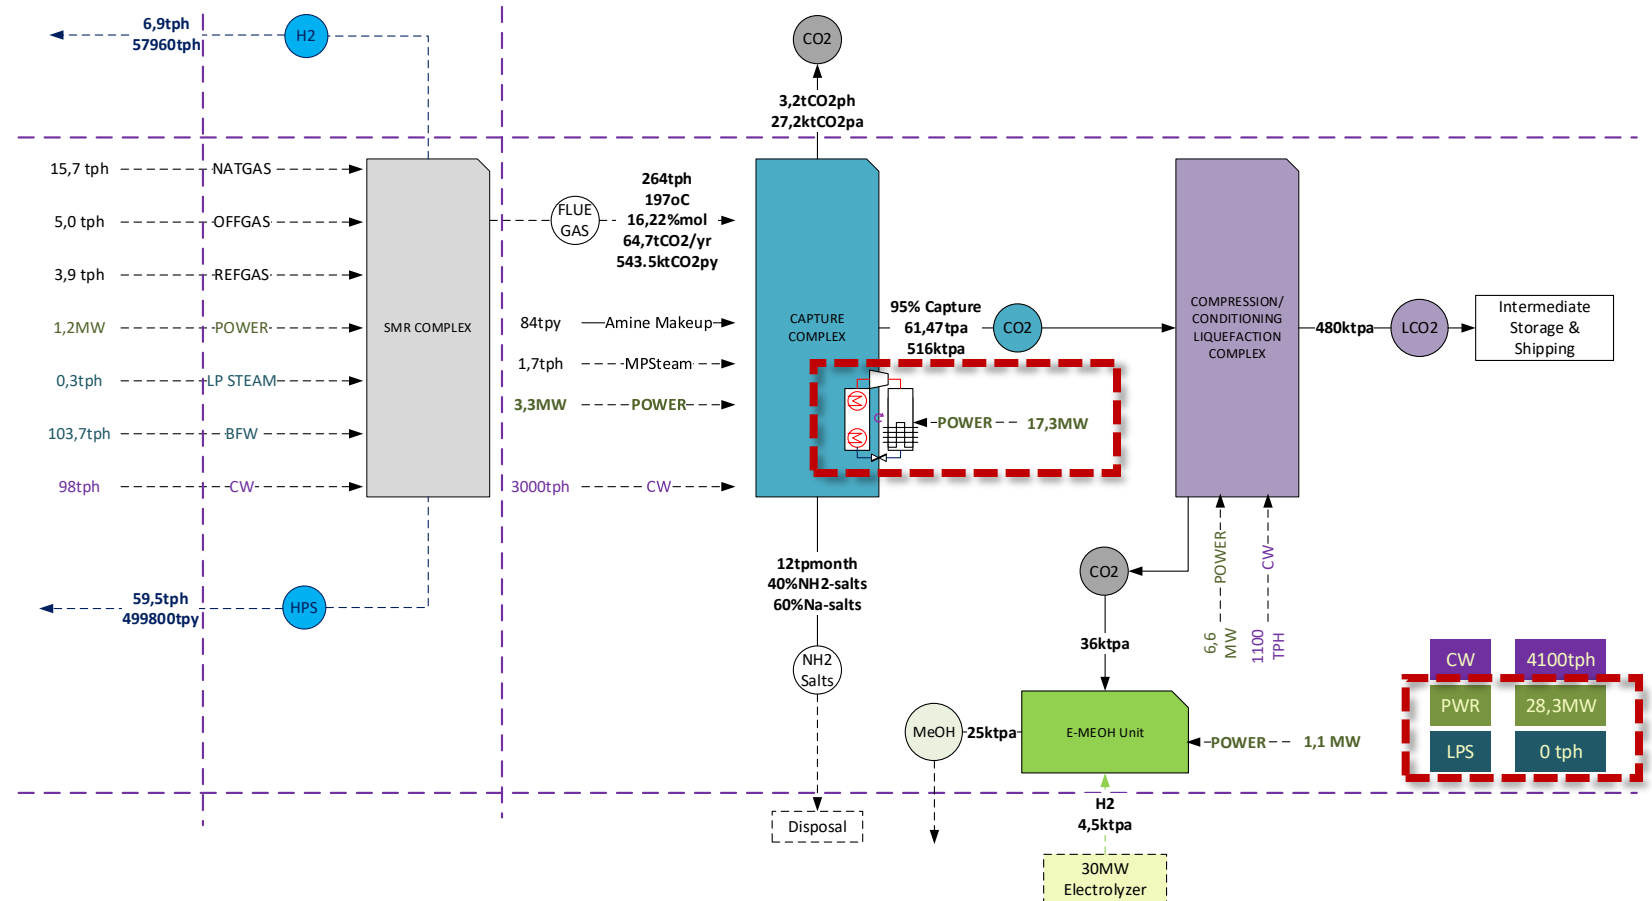 6,9tph
57960tph
H2
CO2
3,2tCO2ph
27,2ktCO2pa
15,7 tph
NATGAS
5,0 tph
OFFGAS
3,9 tph
REFGAS
1,2MW
POWER
0,3tph
LP STEAM
103,7tph
BFW
98tph
CW
SMR COMPLEX
FLUE
GAS
264tph
197oC
16,22%mol
64,7tCO2/yr
543.5ktCO2py
84tpy
Amine Makeup
1,7tph
MPSteam
3,3MW
POWER
3000tph
CW
CAPTURE
COMPLEX
95% Capture
61,47tpa
516ktpa
CO2
M
M
POWER
17,3MW
COMPRESSION/
CONDITIONING
LIQUEFACTION
COMPLEX
480ktpa
LCO2
Intermediate
Storage &
Shipping
59,5tph
499800tpy
HPS
12tpmonth
40%NH2-salts
60%Na-salts
NH2
Salts
Disposal
CO2
36ktpa
POWER
6,6
MW
CW
1100
TPH
MeOH
25ktpa
E-MEOH Unit
POWER
1,1 MW
H2
4,5ktpa
30MW
Electrolyzer
CW
4100tph
PWR
28,3MW
LPS
0 tph